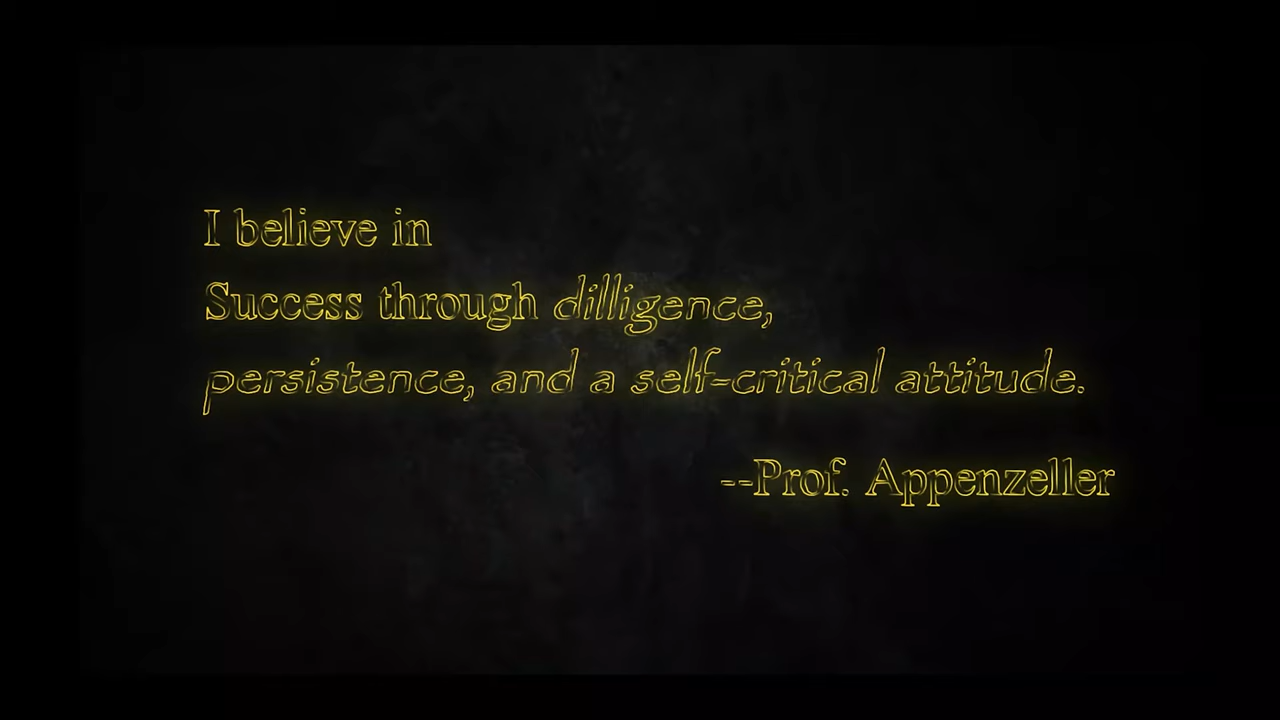 I believe in
Success through dilligence,
persistence, and a self-critical attitude.
--Prof. Appenzeller